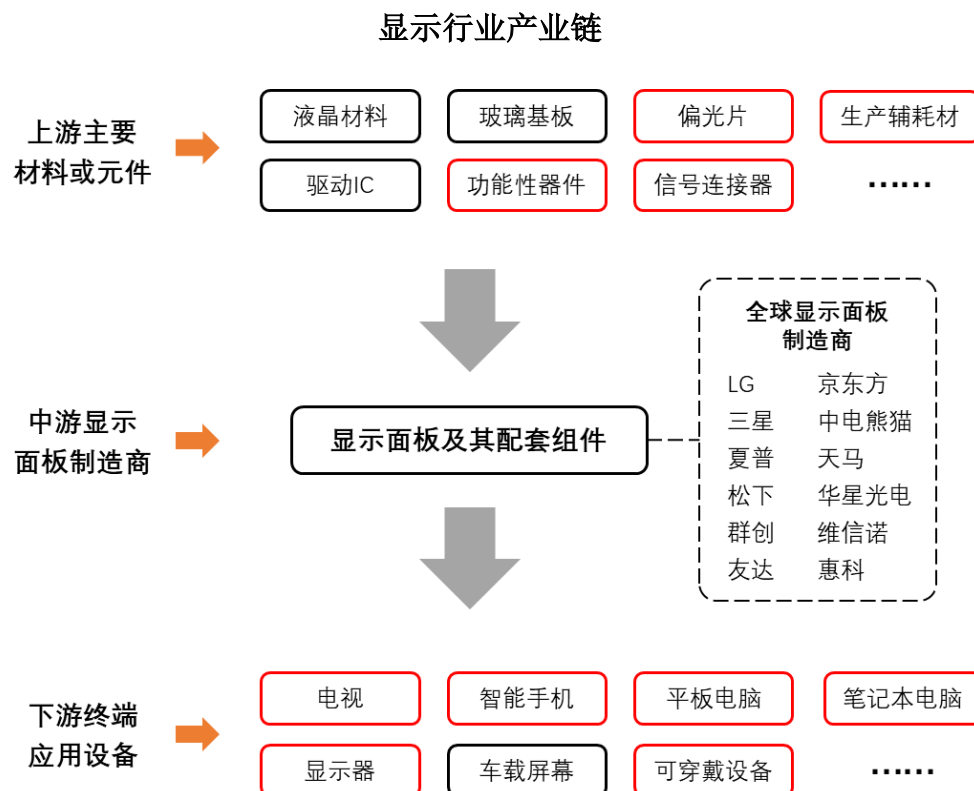 显示行业产业链
上游主要
材料或元件
液晶材料
玻璃基板
偏光片
生产辅耗材
驱动IC
功能性器件
信号连接器
……
中游显示
面板制造商
显示面板及其配套组件
全球显示面板
制造商
LG 京东方
三星 中电熊猫
夏普 天马
松下 华星光电
群创 维信诺
友达 惠科
下游终端
应用设备
电视
智能手机
平板电脑
笔记本电脑
显示器
车载屏幕
可穿戴设备
……